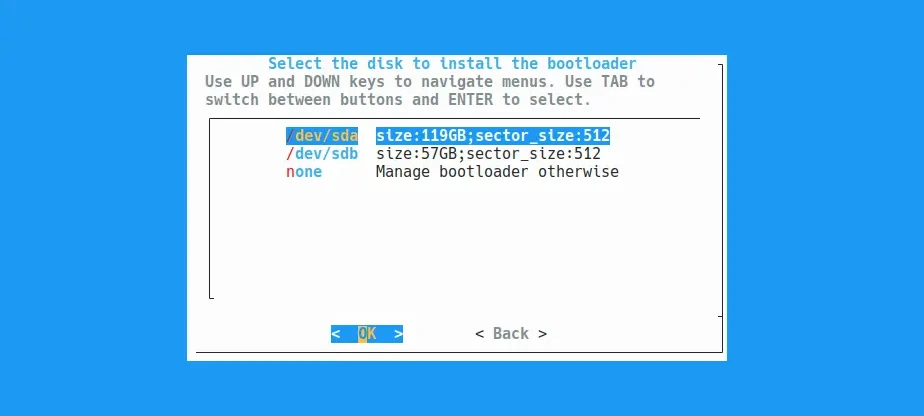 Select the disk to install the bootloader
Use UP and DOWN keys to navigate menus. Use TAB to
switch between buttons and ENTER to select.
/dev/sda size:119GB;sector_size:512
/dev/sdb size:57GB;sector_size:512
none Manage bootloader otherwise
< OK > < Back >